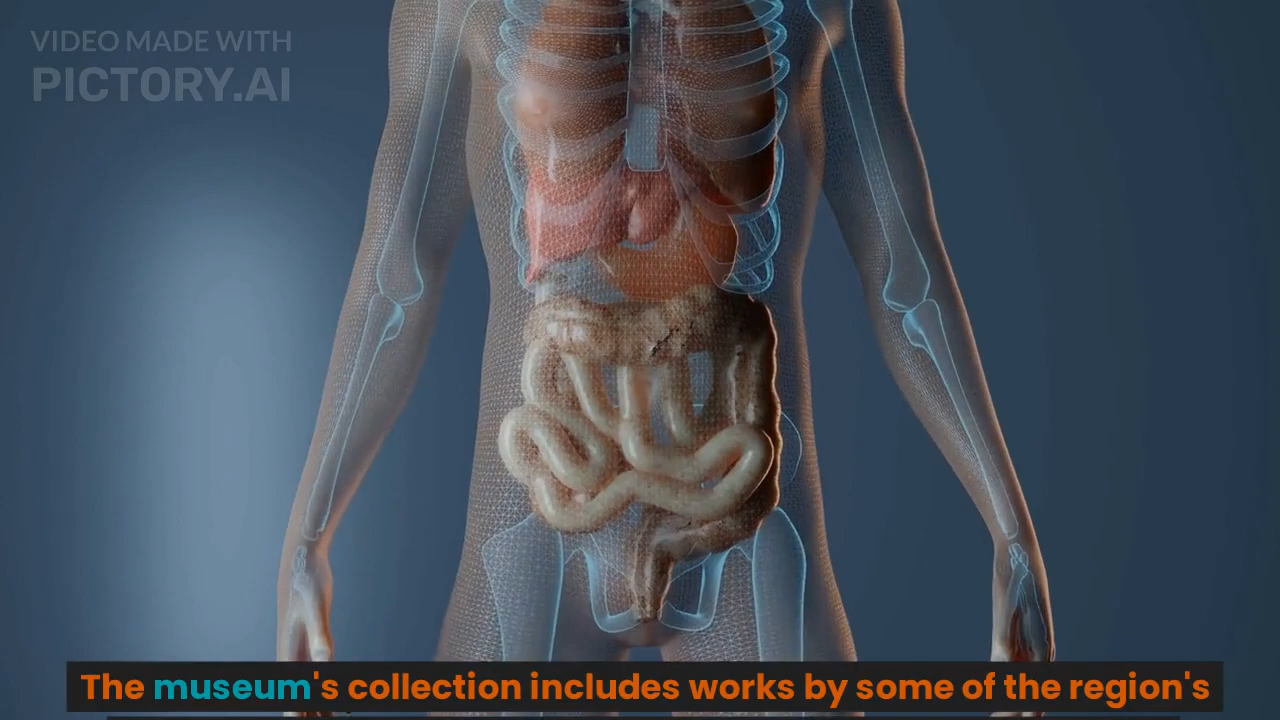 VIDEO MADE WITH
PICTORY.AI
The museum's collection includes works by some of the region's